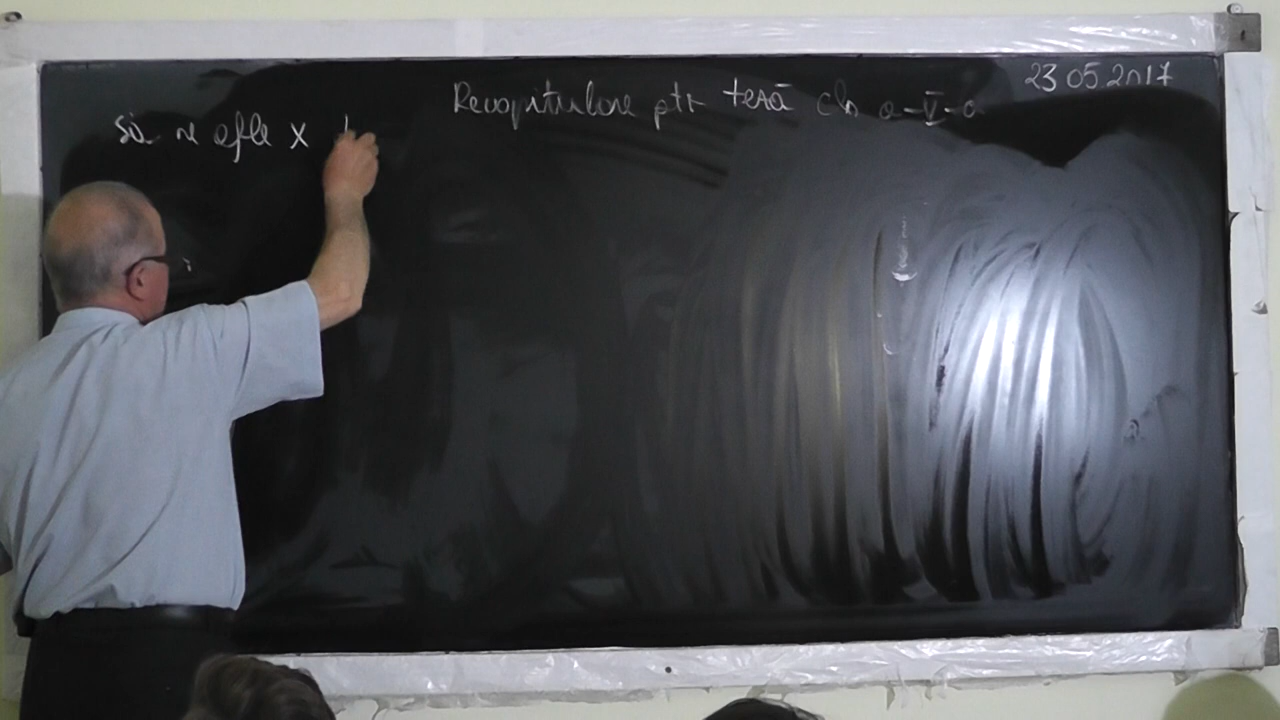 23.05.2017
Recapitulare ptr teză cls a-V-a
Să se afle x